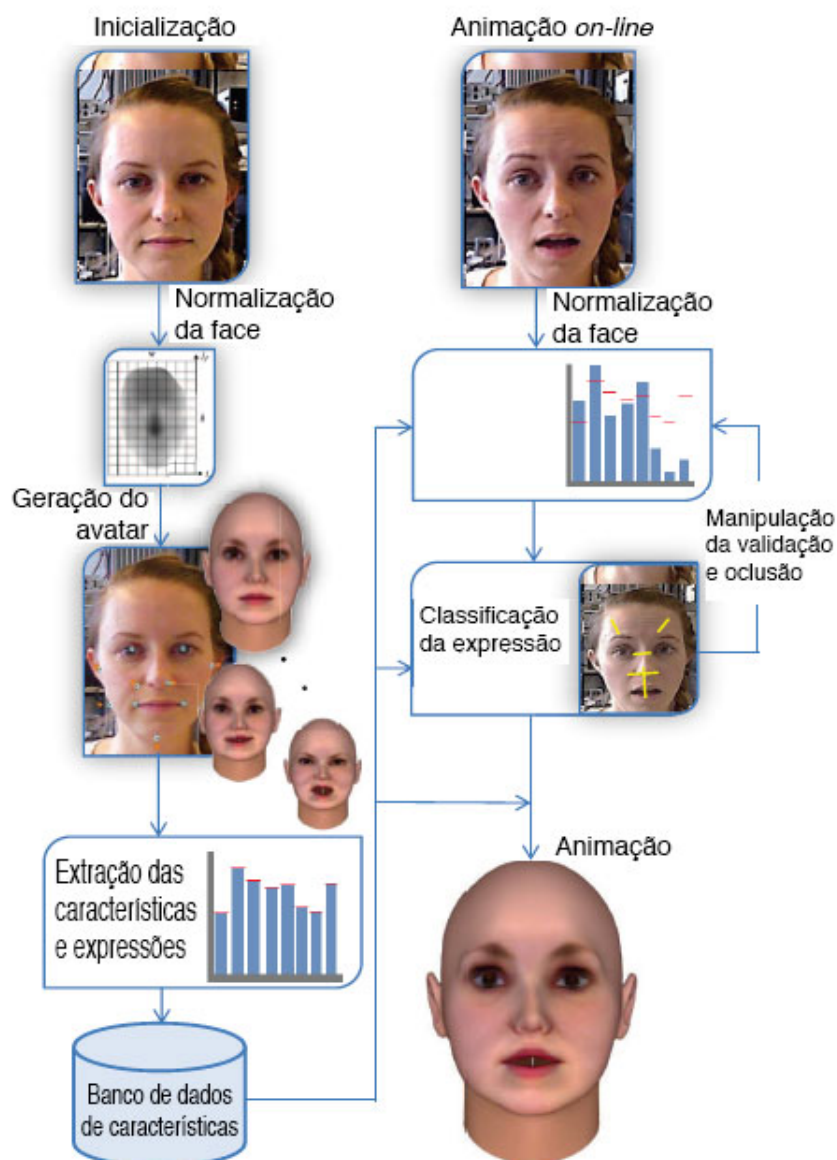 Inicialização
Normalização
da face
Geração do
avatar
Extração das
características
e expressões
Banco de dados
de características
Animação on-line
Normalização
da face
Manipulação
da validação
e oclusão
Classificação
da expressão
Animação